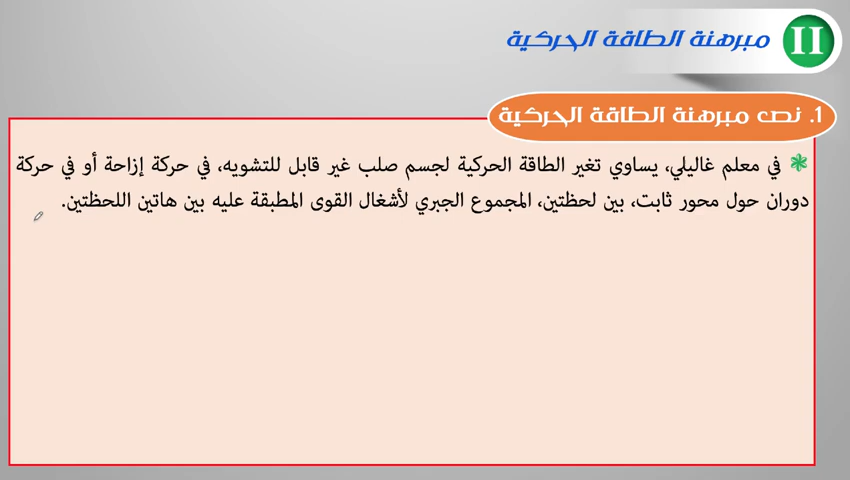 II مبرهنة الطاقة الحركية
1. نص مبرهنة الطاقة الحركية
في معلم غاليلي، يساوي تغير الطاقة الحركية لجسم صلب غير قابل للتشويه، في حركة إزاحة أو في حركة
دوران حول محور ثابت، بين لحظتين، المجموع الجبري لأشغال القوى المطبقة عليه بين هاتين اللحظتين.